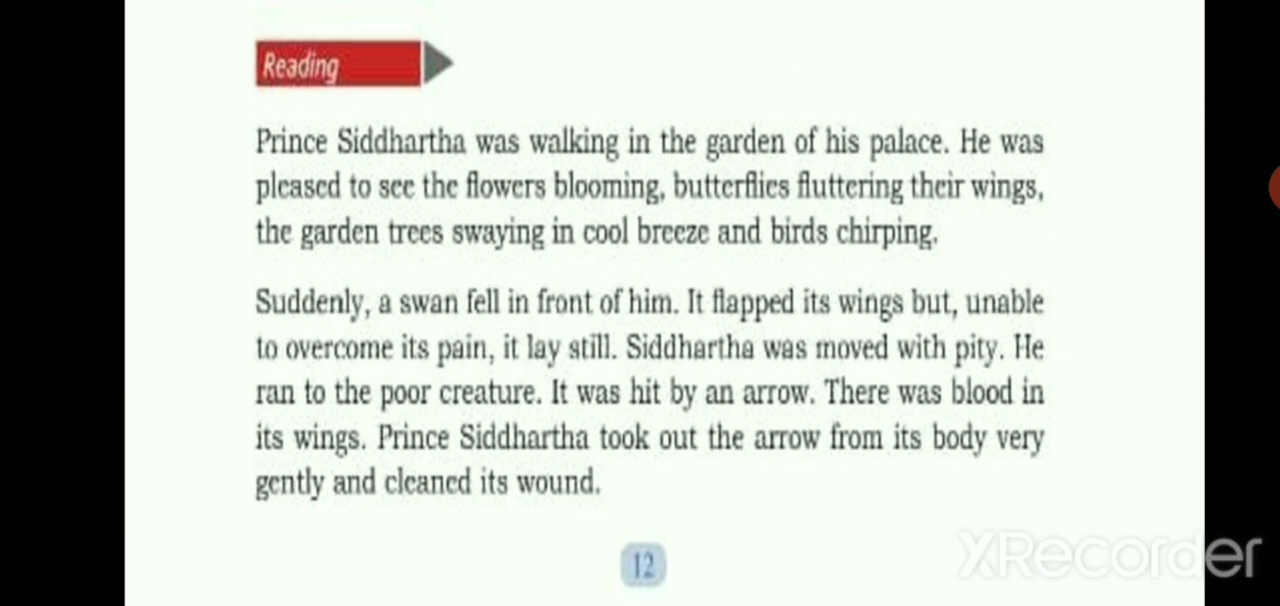 Reading
Prince Siddhartha was walking in the garden of his palace. He was
pleased to see the flowers blooming, butterflies fluttering their wings,
the garden trees swaying in cool breeze and birds chirping.
Suddenly, a swan fell in front of him. It flapped its wings but, unable
to overcome its pain, it lay still. Siddhartha was moved with pity. He
ran to the poor creature. It was hit by an arrow. There was blood in
its wings. Prince Siddhartha took out the arrow from its body very
gently and cleaned its wound.
12
XRecorder